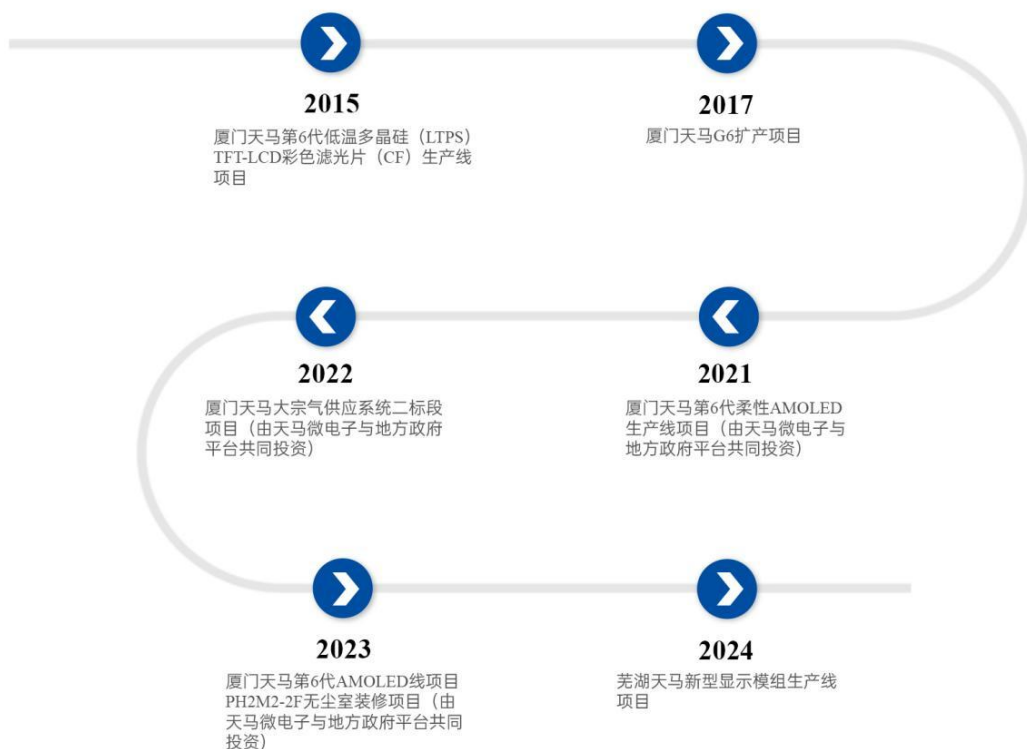 2015
厦门天马第6代低温多晶硅（LTPS）
TFT-LCD彩色滤光片（CF）生产线
项目
2017
厦门天马G6扩产项目
2022
厦门天马大宗气供应系统二标段
项目（由天马微电子与地方政府
平台共同投资）
2021
厦门天马第6代柔性AMOLED
生产线项目（由天马微电子与
地方政府平台共同投资）
2023
厦门天马第6代AMOLED线项目
PH2M2-2F无尘室装修项目（由
天马微电子与地方政府平台共同
投资）
2024
芜湖天马新型显示模组生产线
项目